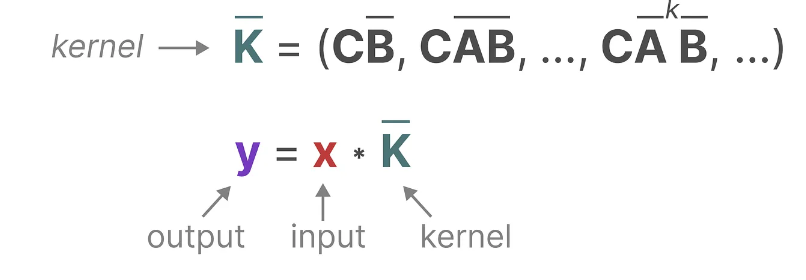 kernel → K̅ = (CB̅, CA̅B̅, ..., CA̅ᵏB̅, ...)
y = x * K̅
output input kernel